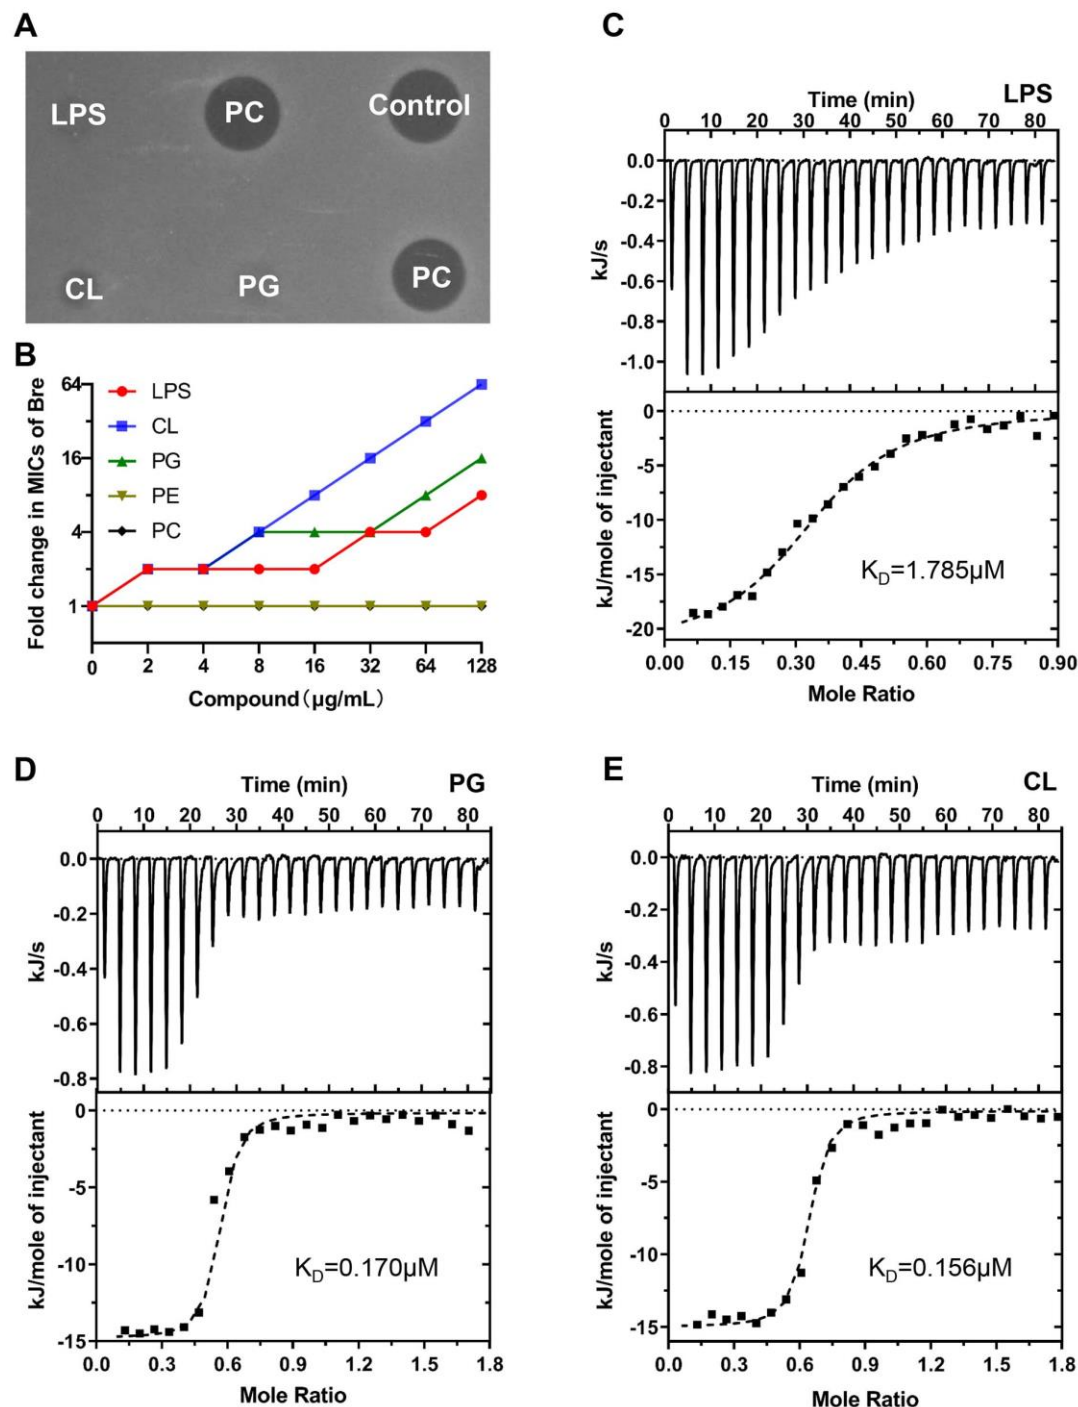 A
LPS
PC
Control
CL
PG
PC
B
Fold change in MICs of Bre
64
16
4
1
LPS
CL
PG
PE
PC
0 2 4 8 16 32 64 128
Compound（μg/mL）
C
Time (min)
LPS
0 10 20 30 40 50 60 70 80
kJ/s
0.0
-0.2
-0.4
-0.6
-0.8
-1.0
kJ/mole of injectant
0
-5
-10
-15
-20
K_D=1.785μM
0.00 0.15 0.30 0.45 0.60 0.75 0.90
Mole Ratio
D
Time (min)
PG
0 10 20 30 40 50 60 70 80
kJ/s
0.0
-0.2
-0.4
-0.6
-0.8
kJ/mole of injectant
0
-5
-10
-15
K_D=0.170μM
0.0 0.3 0.6 0.9 1.2 1.5 1.8
Mole Ratio
E
Time (min)
CL
0 10 20 30 40 50 60 70 80
kJ/s
0.0
-0.2
-0.4
-0.6
-0.8
kJ/mole of injectant
0
-5
-10
-15
K_D=0.156μM
0.0 0.3 0.6 0.9 1.2 1.5 1.8
Mole Ratio